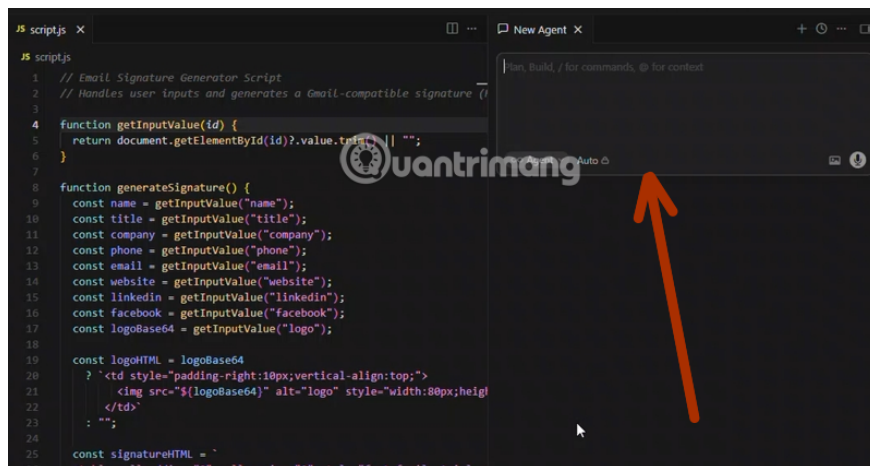 JS script.js
New Agent
JS script.js
1 // Email Signature Generator Script
2 // Handles user inputs and generates a Gmail-compatible signature (
3
4 function getInputValue(id) {
5 return document.getElementById(id)?.value.trim() || "";
6 }
7
8 function generateSignature() {
9 const name = getInputValue("name");
10 const title = getInputValue("title");
11 const company = getInputValue("company");
12 const phone = getInputValue("phone");
13 const email = getInputValue("email");
14 const website = getInputValue("website");
15 const linkedin = getInputValue("linkedin");
16 const facebook = getInputValue("facebook");
17 const logoBase64 = getInputValue("logo");
18
19 const logoHTML = logoBase64
20 ? `<td style="padding-right:10px;vertical-align:top;">
21 <img src="${logoBase64}" alt="logo" style="width:80px;heigh
22 </td>`
23 : "";
24
25 const signatureHTML = `
Plan, Build, / for commands, @ for context
Agent Auto
Quantrimang